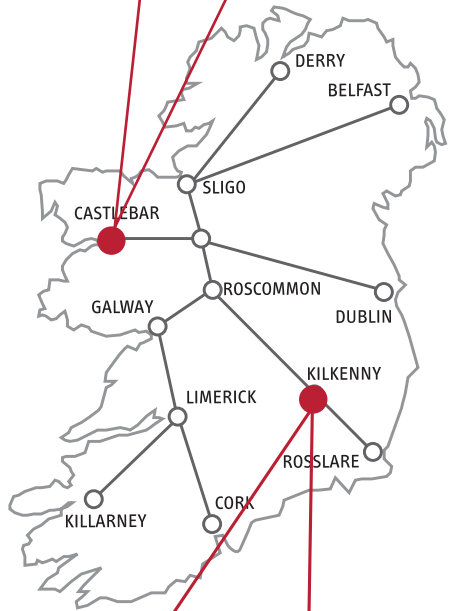 DERRY
BELFAST
SLIGO
CASTLEBAR
ROSCOMMON
GALWAY
DUBLIN
KILKENNY
LIMERICK
ROSSLARE
CORK
KILLARNEY